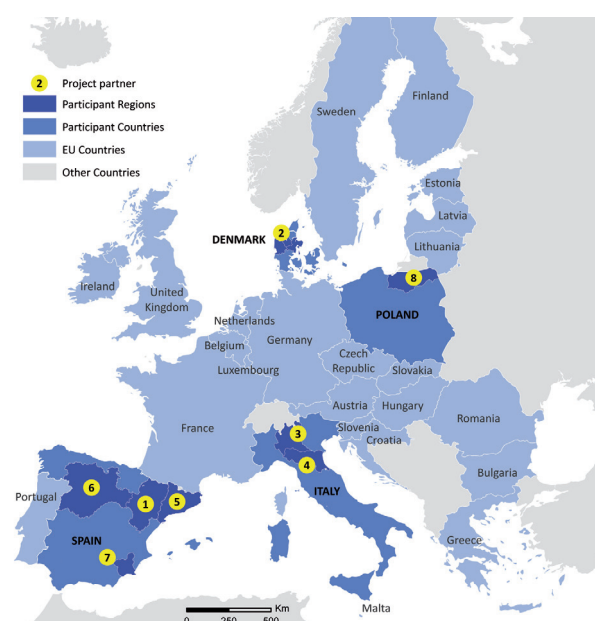 2 Project partner
Participant Regions
Participant Countries
EU Countries
Other Countries
Finland
Sweden
Estonia
Latvia
DENMARK 2
Lithuania
8
Ireland
United
Kingdom
Netherlands
POLAND
Belgium
Germany
Luxembourg
Czech
Republic
Slovakia
Austria
Hungary
France
3
Slovenia
Romania
Croatia
4
Bulgaria
6
1
5
Portugal
ITALY
SPAIN
Greece
7
Malta
Km
0 250 500